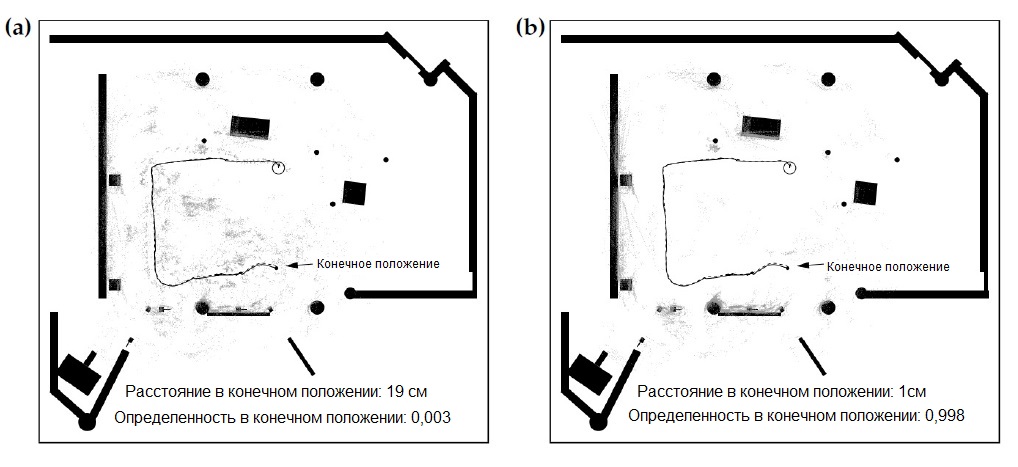 (a)
Конечное положение
Расстояние в конечном положении: 19 см
Определенность в конечном положении: 0,003
(b)
Конечное положение
Расстояние в конечном положении: 1см
Определенность в конечном положении: 0,998